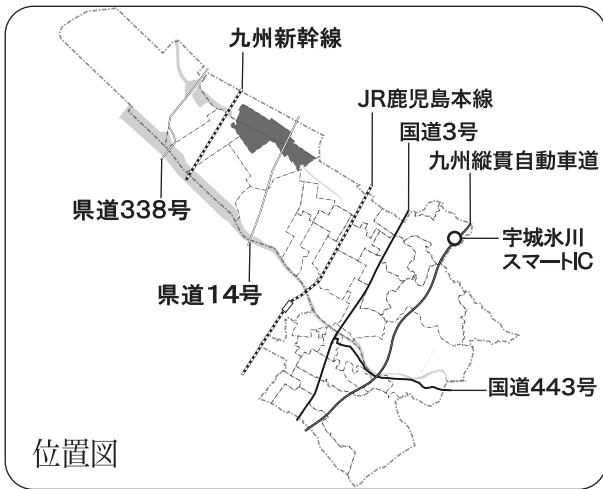 九州新幹線
JR鹿児島本線
国道3号
九州縦貫自動車道
宇城氷川
スマートIC
県道338号
県道14号
国道443号
位置図